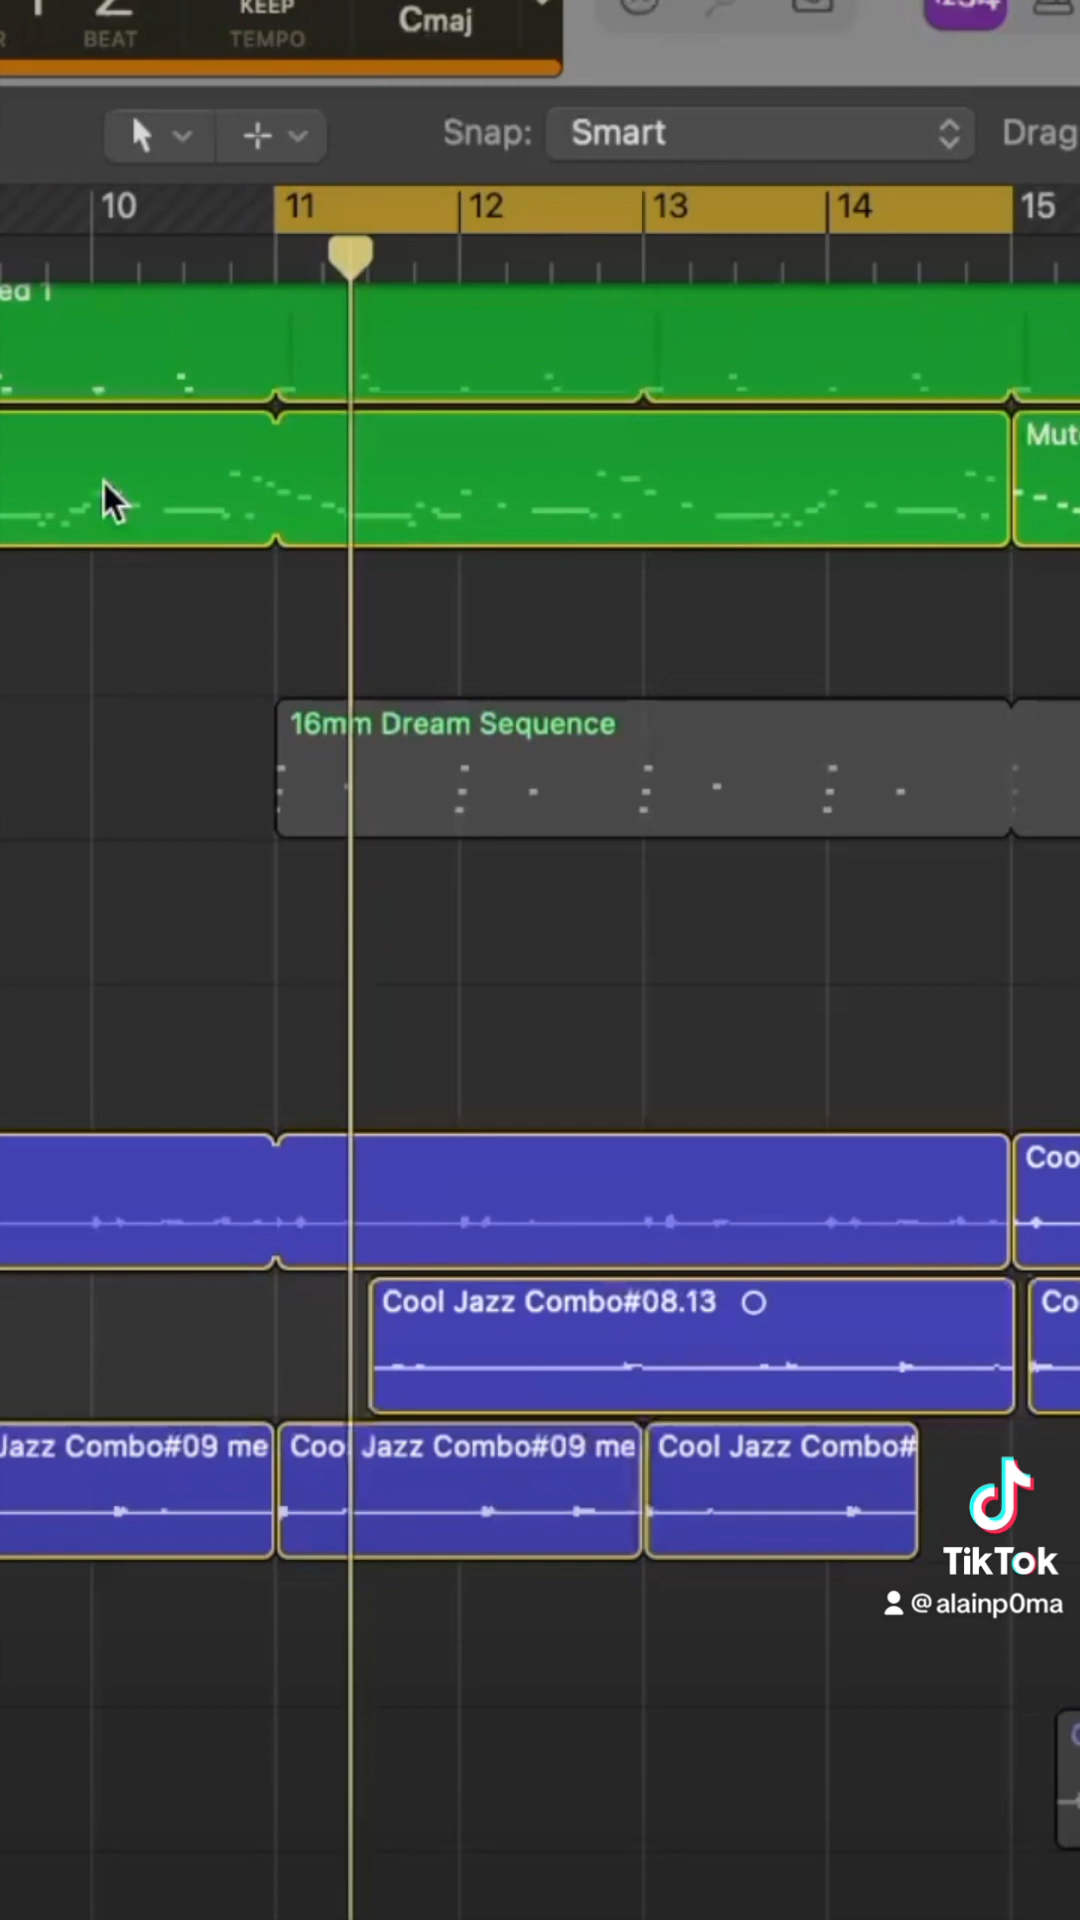 BEAT
KEEP
TEMPO
Cmaj
Snap: Smart
Drag
10 11 12 13 14 15
ed 1
Mut
16mm Dream Sequence
Coo
Cool Jazz Combo#08.13
Co
Jazz Combo#09 me
Coo Jazz Combo#09 me
Cool Jazz Combo#
TikTok
@alainp0ma